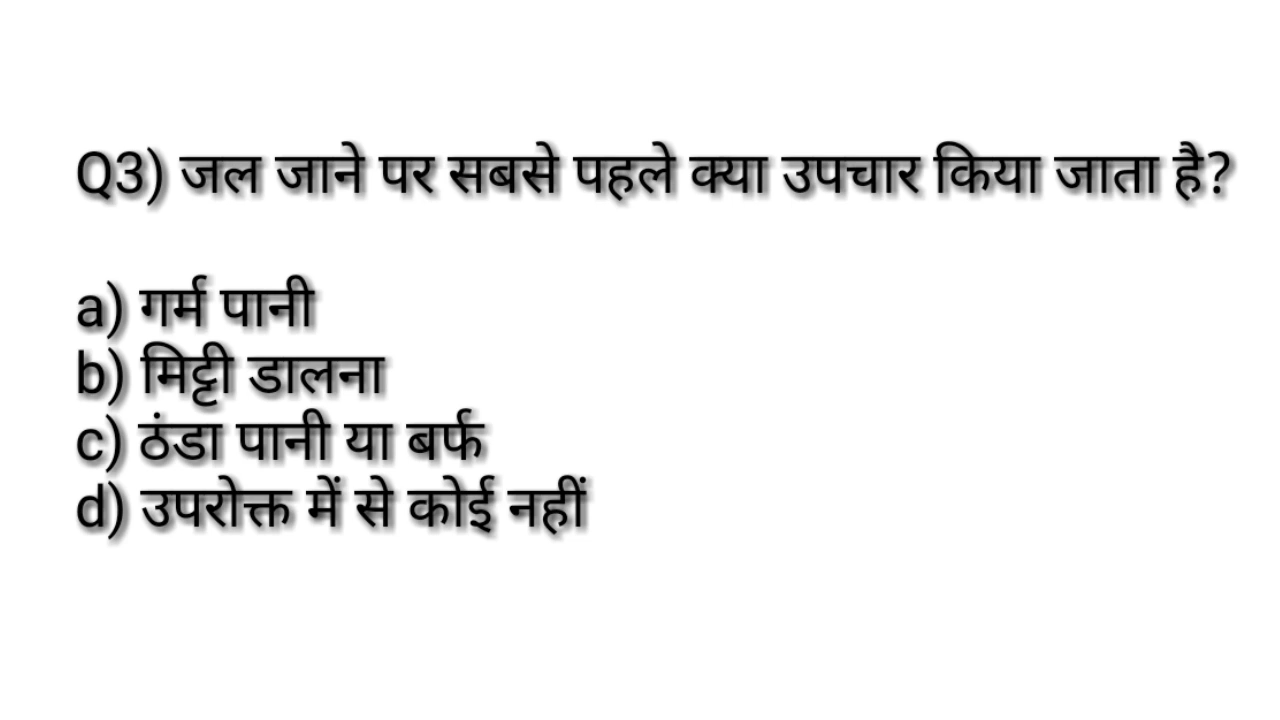 Q3) जल जाने पर सबसे पहले क्या उपचार किया जाता है?
a) गर्म पानी
b) मिट्टी डालना
c) ठंडा पानी या बर्फ
d) उपरोक्त में से कोई नहीं